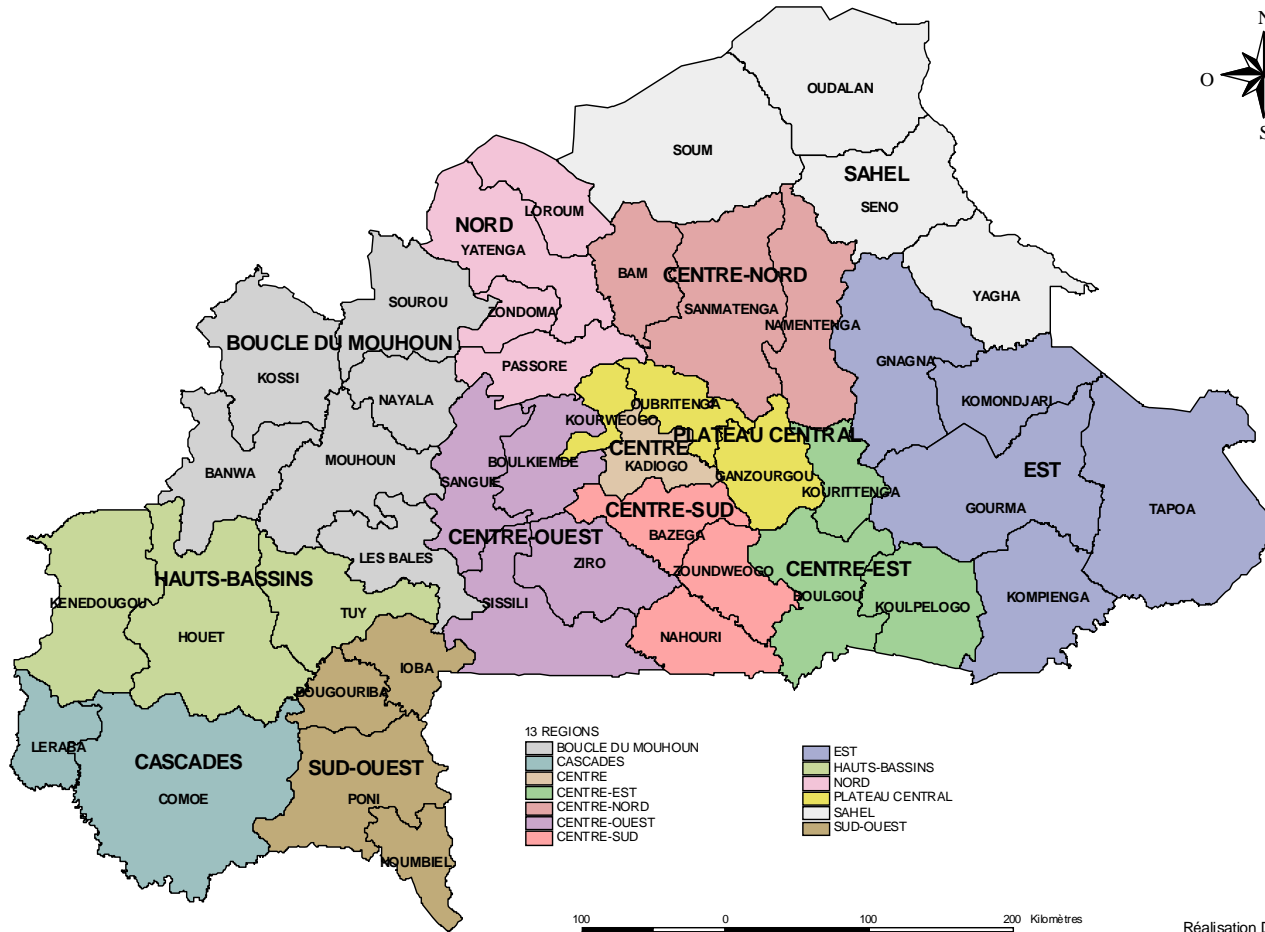 N
O
S
OUDALAN
SOUM
SAHEL
SENO
LOROUM
NORD
YATENGA
BAM
CENTRE-NORD
SANMATENGA
NAMENTENGA
YAGHA
SOUROU
ZONDOMA
BOUCLE DU MOUHOUN
KOSSI
PASSORE
GNAGNA
NAYALA
KOMONDJARI
OUBRITENGA
KOURWEOGO
PLATEAU CENTRAL
CENTRE
KADIOGO
MOUHOUN
BOULKIEMDE
BANWA
SANGUIE
GANZOURGOU
KOURITTENGA
EST
GOURMA
TAPOA
CENTRE-SUD
BAZEGA
CENTRE-OUEST
ZIRO
LES BALES
ZOUNDWEOGO
CENTRE-EST
BOULGOU
KOULPELOGO
KOMPIENGA
HAUTS-BASSINS
KENEDOUGOU
TUY
HOUET
SISSILI
NAHOURI
IOBA
BOUGOURIBA
LERABA
CASCADES
COMOE
SUD-OUEST
PONI
KOUMBIEL
13 REGIONS
BOUCLE DU MOUHOUN
CASCADES
CENTRE
CENTRE-EST
CENTRE-NORD
CENTRE-OUEST
CENTRE-SUD
EST
HAUTS-BASSINS
NORD
PLATEAU CENTRAL
SAHEL
SUD-OUEST
100 0 100 200 Kilomètres
Réalisation D